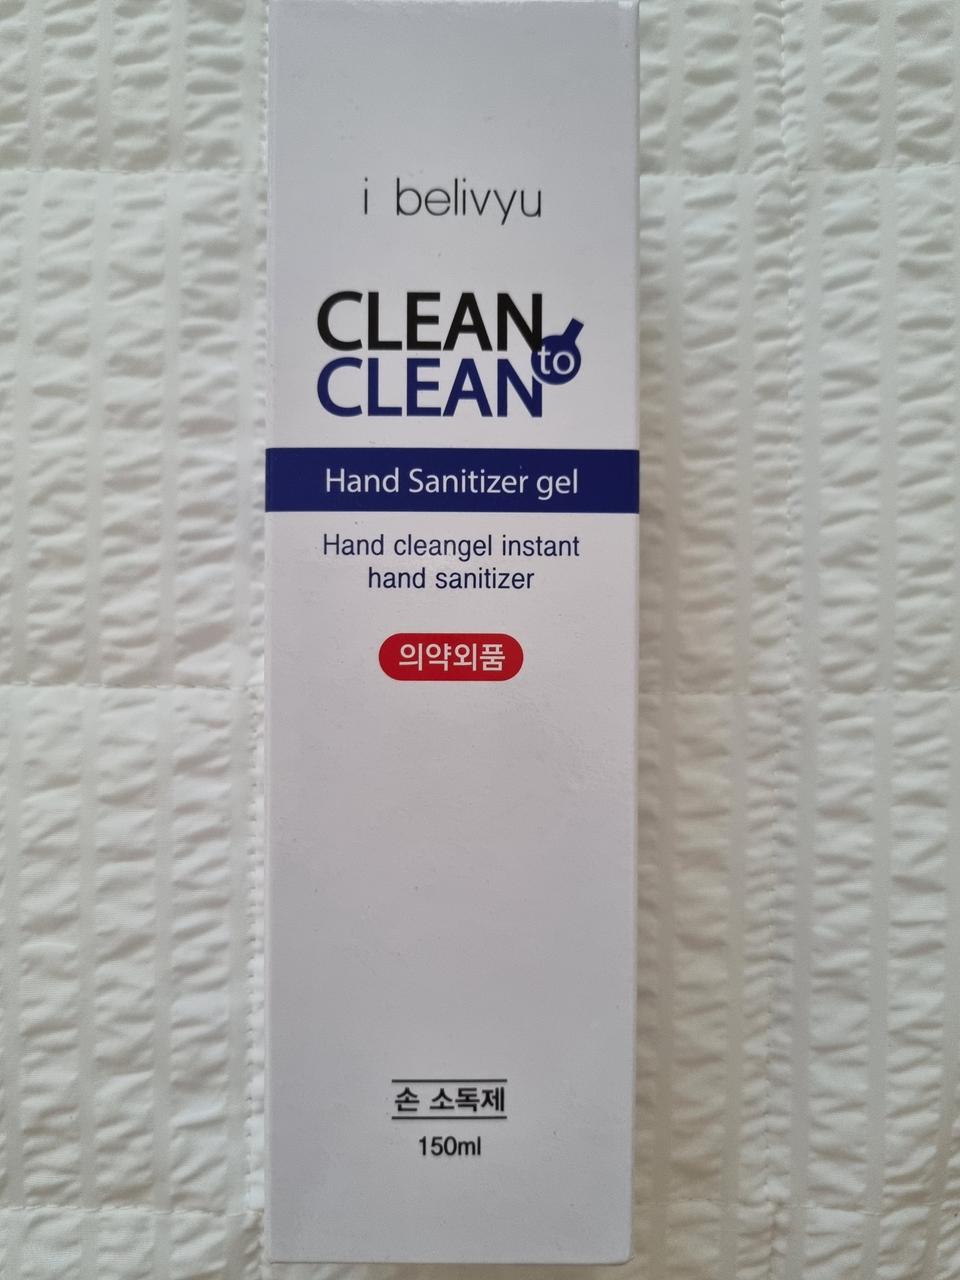 i belivyu
CLEAN
to
CLEAN
Hand Sanitizer gel
Hand cleangel instant
hand sanitizer
의약외품
손 소독제
150ml